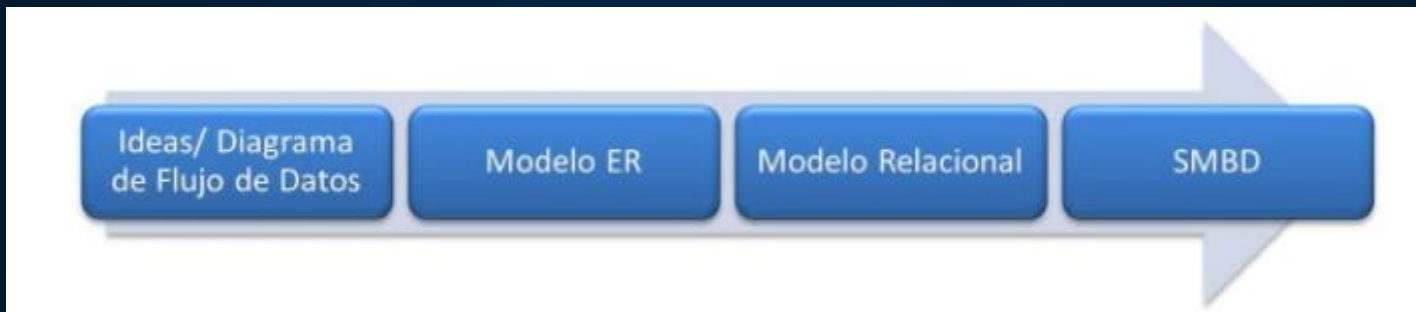 Ideas/ Diagrama
de Flujo de Datos
Modelo ER
Modelo Relacional
SMBD